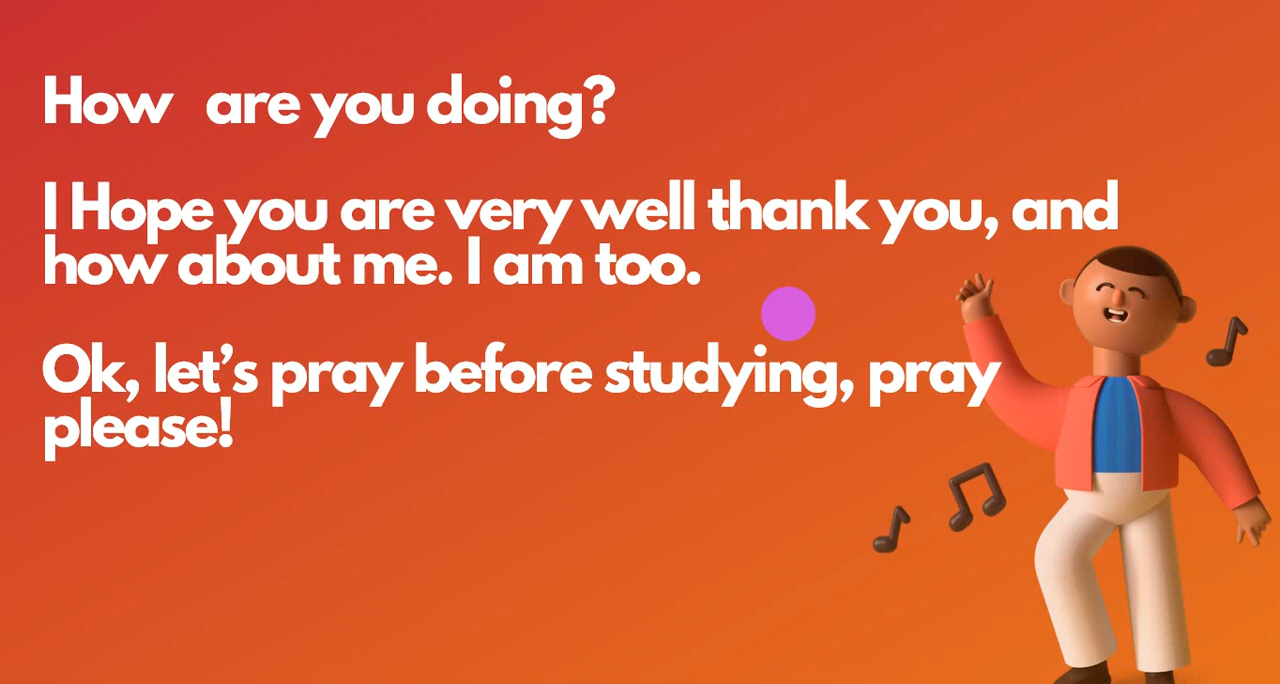 How are you doing?
I Hope you are very well thank you, and
how about me. I am too.
Ok, let’s pray before studying, pray
please!